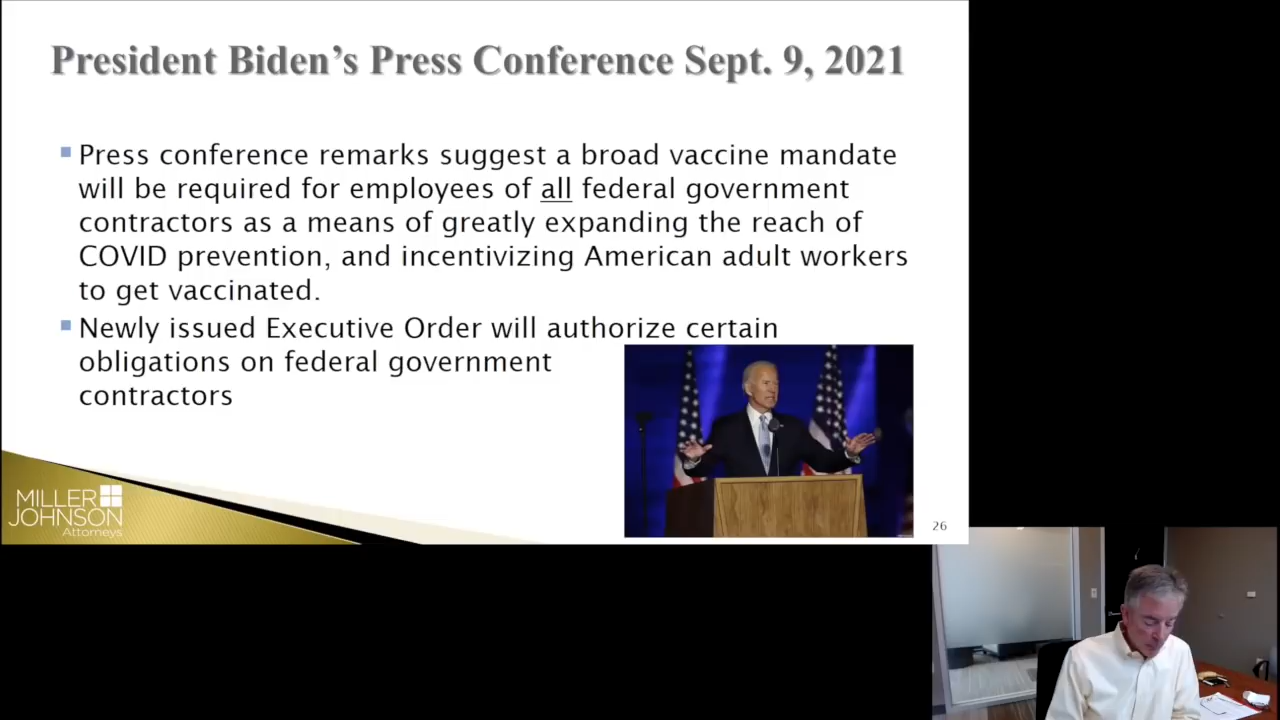 President Biden’s Press Conference Sept. 9, 2021
Press conference remarks suggest a broad vaccine mandate
will be required for employees of all federal government
contractors as a means of greatly expanding the reach of
COVID prevention, and incentivizing American adult workers
to get vaccinated.
Newly issued Executive Order will authorize certain
obligations on federal government
contractors
MILLER
JOHNSON
Attorneys
26